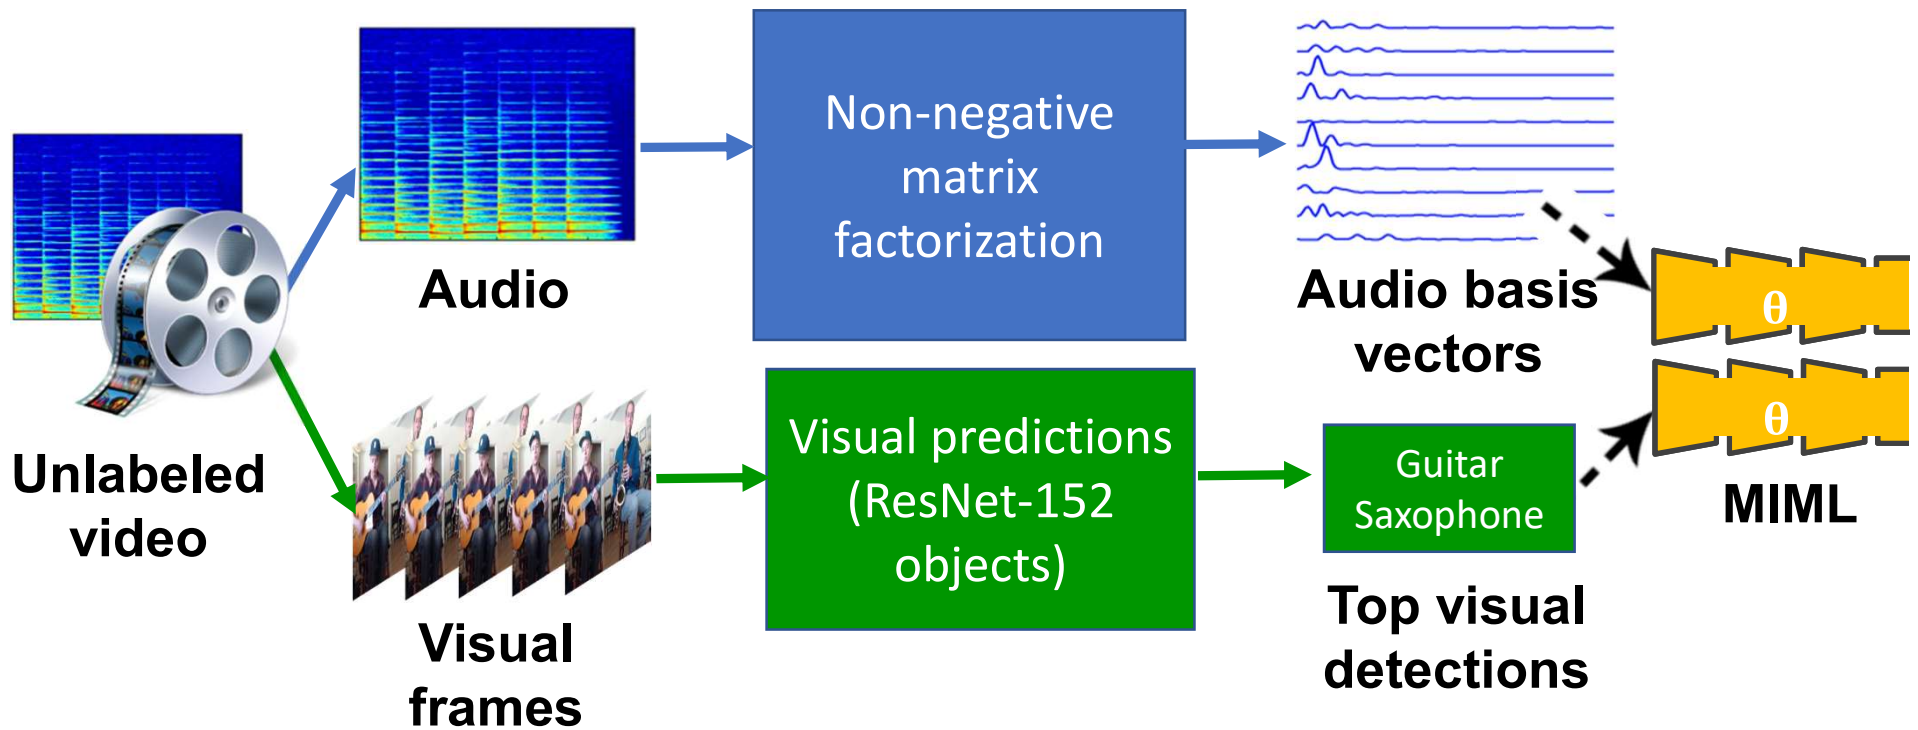 Unlabeled
video
Audio
Visual
frames
Non-negative
matrix
factorization
Visual predictions
(ResNet-152
objects)
Audio basis
vectors
Guitar
Saxophone
Top visual
detections
θ
θ
MIML